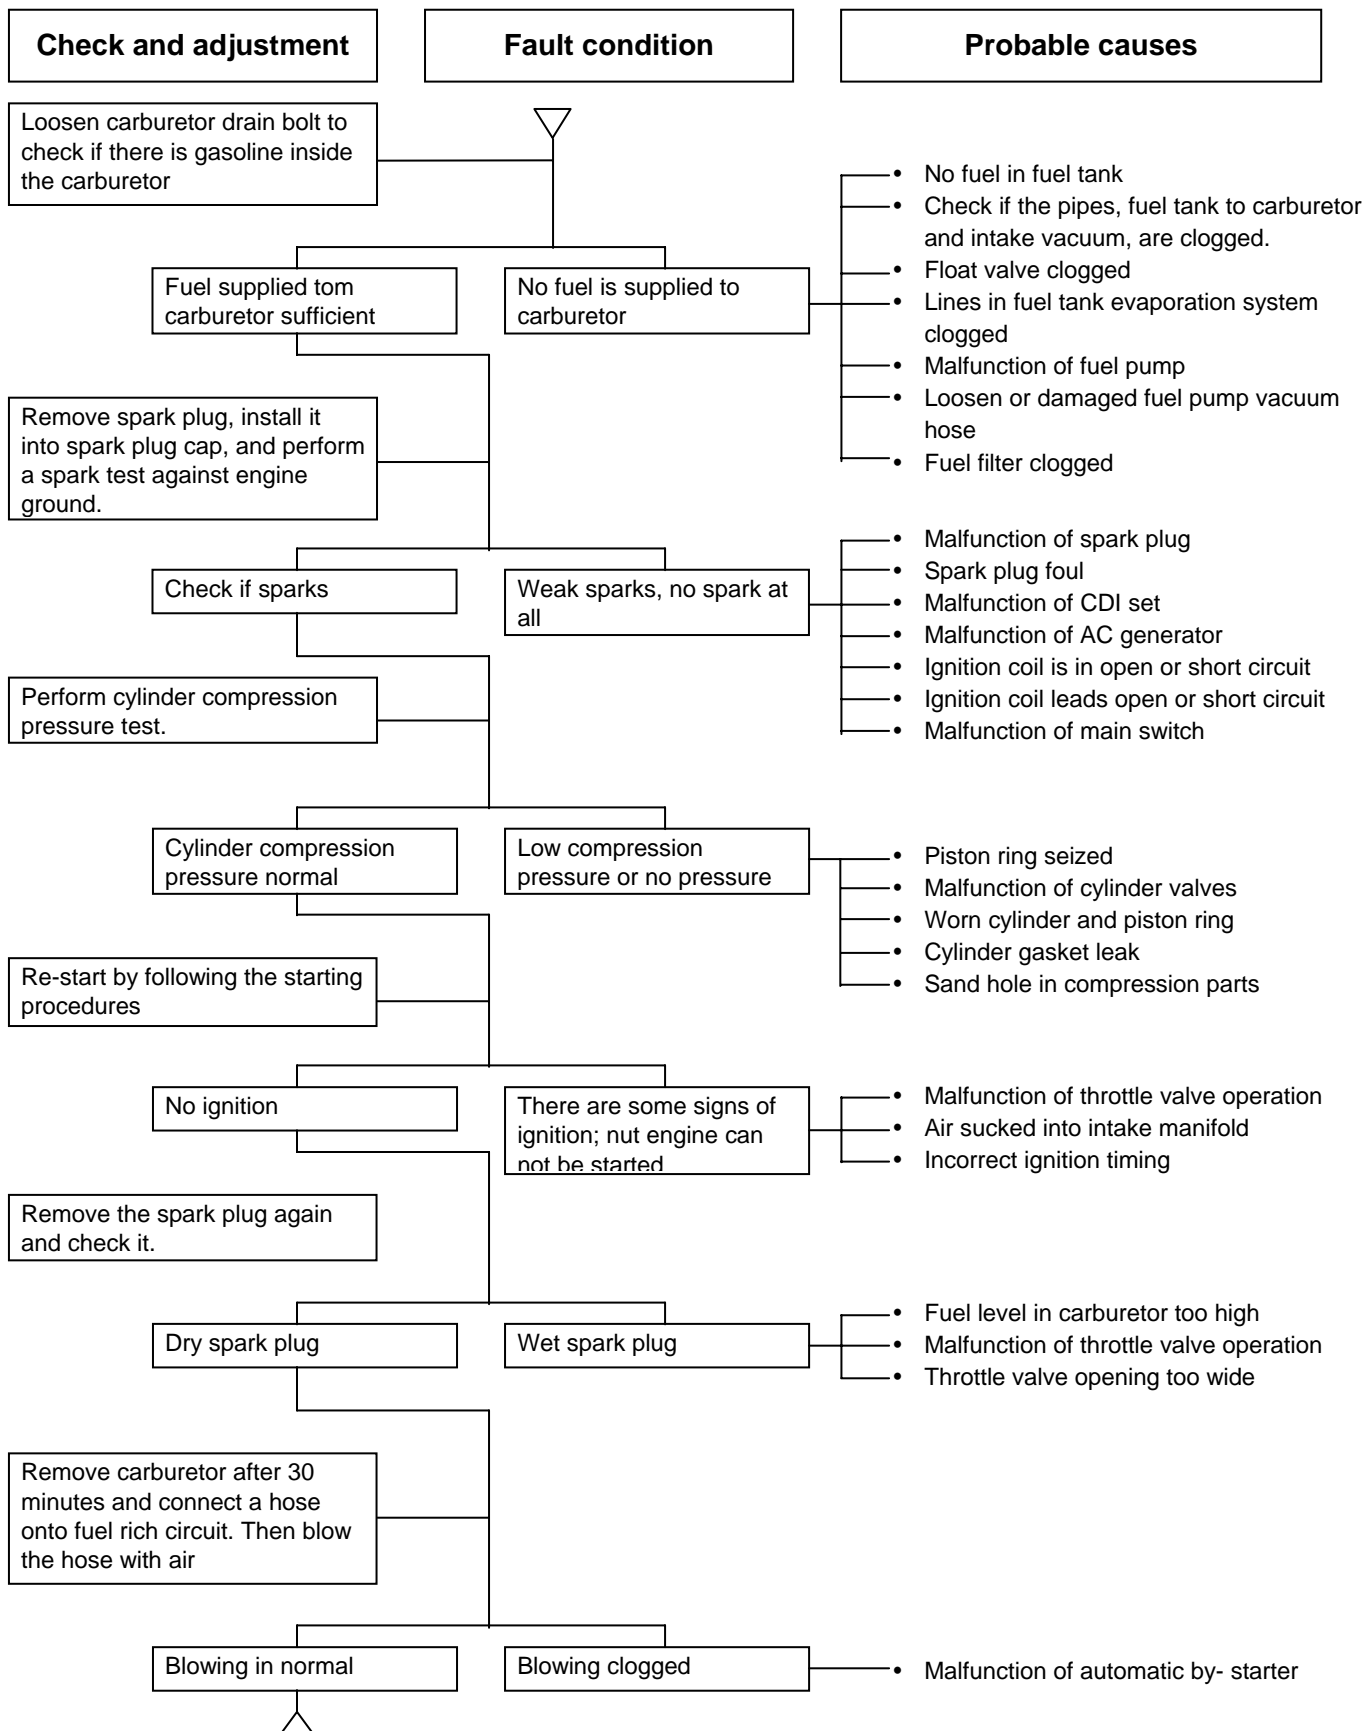 Check and adjustment
Fault condition
Probable causes
Loosen carburetor drain bolt to
check if there is gasoline inside
the carburetor
Fuel supplied tom
carburetor sufficient
No fuel is supplied to
carburetor
• No fuel in fuel tank
• Check if the pipes, fuel tank to carburetor
and intake vacuum, are clogged.
• Float valve clogged
• Lines in fuel tank evaporation system
clogged
• Malfunction of fuel pump
• Loosen or damaged fuel pump vacuum
hose
• Fuel filter clogged
Remove spark plug, install it
into spark plug cap, and perform
a spark test against engine
ground.
Check if sparks
Weak sparks, no spark at
all
• Malfunction of spark plug
• Spark plug foul
• Malfunction of CDI set
• Malfunction of AC generator
• Ignition coil is in open or short circuit
• Ignition coil leads open or short circuit
• Malfunction of main switch
Perform cylinder compression
pressure test.
Cylinder compression
pressure normal
Low compression
pressure or no pressure
• Piston ring seized
• Malfunction of cylinder valves
• Worn cylinder and piston ring
• Cylinder gasket leak
• Sand hole in compression parts
Re-start by following the starting
procedures
No ignition
There are some signs of
ignition; nut engine can
not be started
• Malfunction of throttle valve operation
• Air sucked into intake manifold
• Incorrect ignition timing
Remove the spark plug again
and check it.
Dry spark plug
Wet spark plug
• Fuel level in carburetor too high
• Malfunction of throttle valve operation
• Throttle valve opening too wide
Remove carburetor after 30
minutes and connect a hose
onto fuel rich circuit. Then blow
the hose with air
Blowing in normal
Blowing clogged
• Malfunction of automatic by- starter